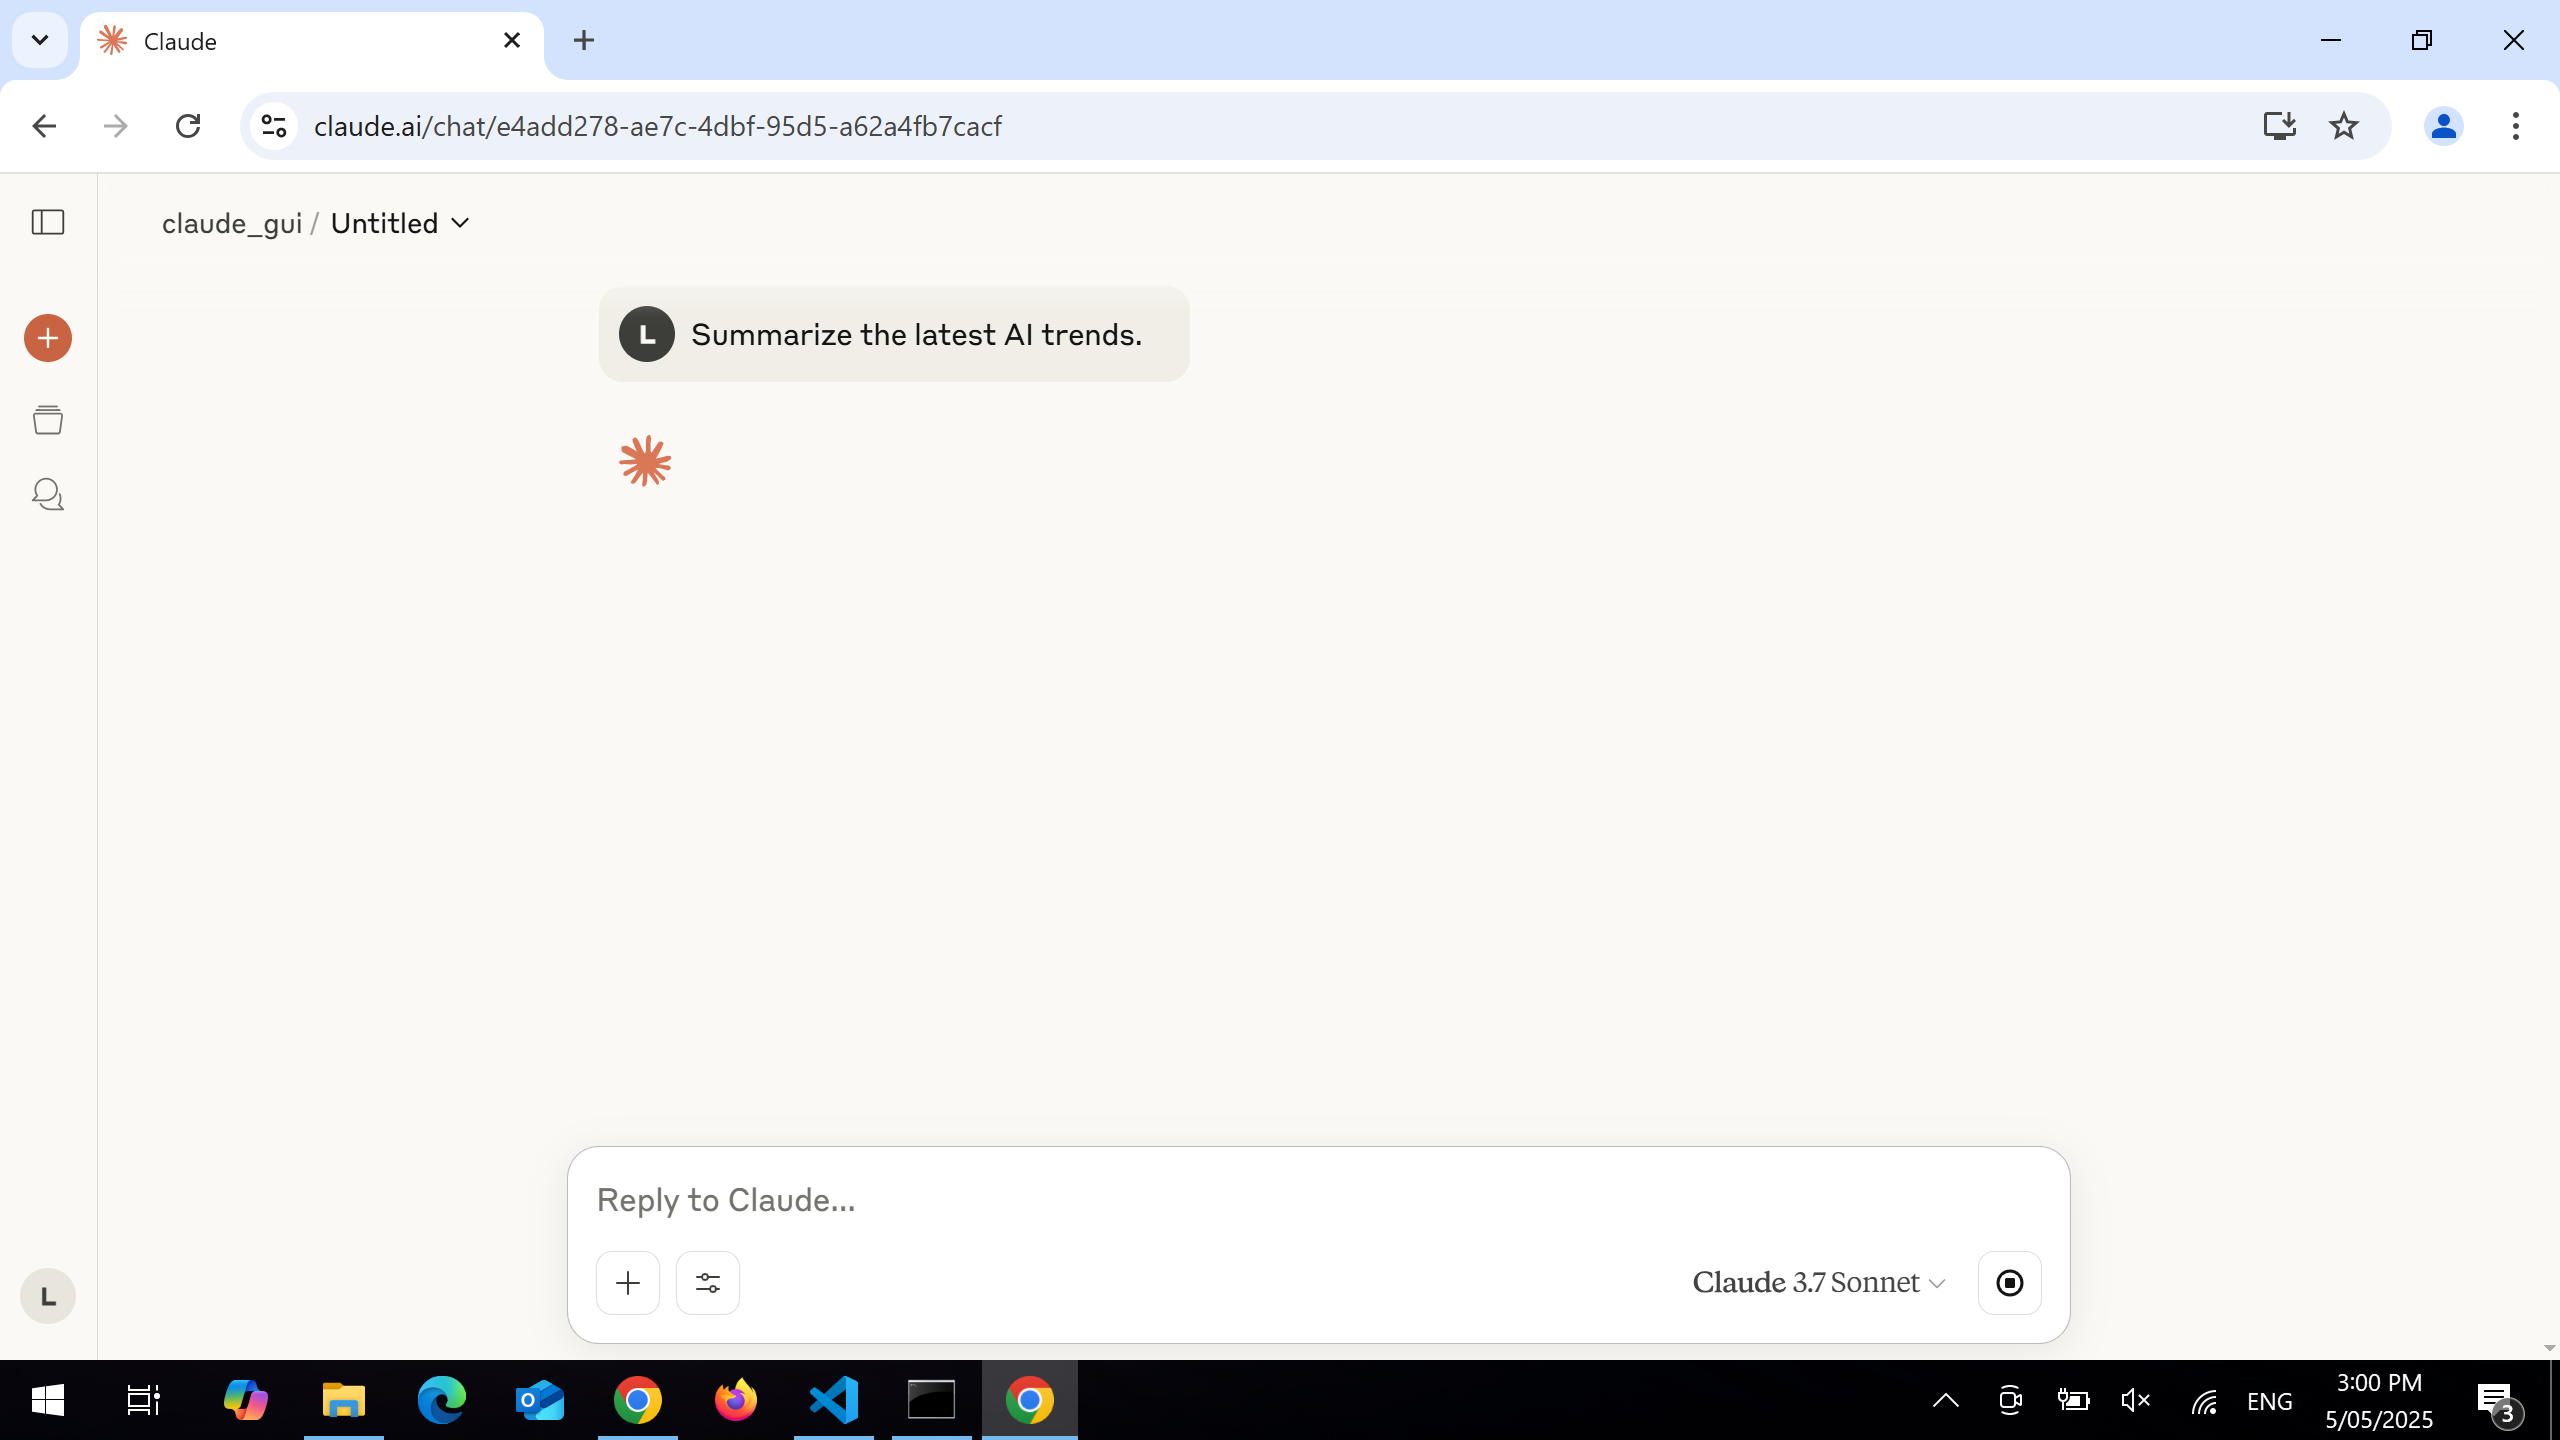 Claude
claude.ai/chat/e4add278-ae7c-4dbf-95d5-a62a4fb7cacf
claude_gui / Untitled
L
Summarize the latest AI trends.
Reply to Claude...
Claude 3.7 Sonnet
L
ENG
3:00 PM
5/05/2025
3